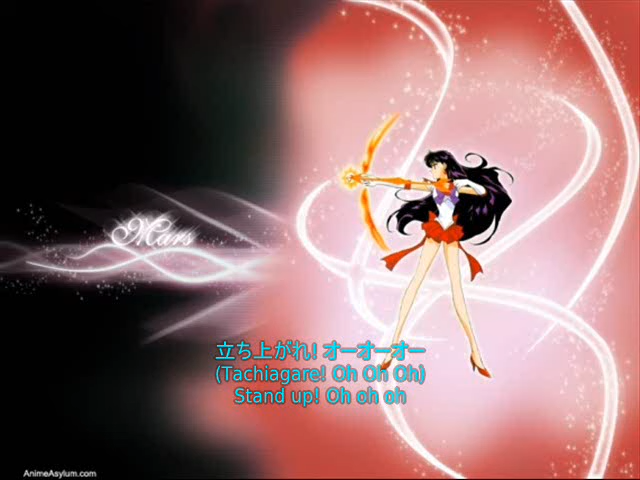 Mars
立ち上がれ! オーオーオー
(Tachiagare! Oh Oh Oh)
Stand up! Oh oh oh
AnimeAsylum.com